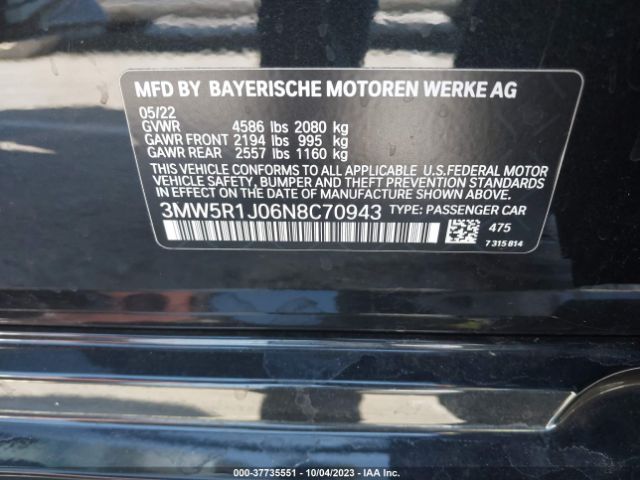 MFD BY BAYERISCHE MOTOREN WERKE AG
05/22
GVWR 4586 lbs 2080 kg
GAWR FRONT 2194 lbs 995 kg
GAWR REAR 2557 lbs 1160 kg
THIS VEHICLE CONFORMS TO ALL APPLICABLE U.S.FEDERAL MOTOR
VEHICLE SAFETY, BUMPER AND THEFT PREVENTION
STANDARDS IN EFFECT ON THE DATE OF MANUFACTURE SHOWN ABOVE.
3MW5R1J06N8C70943 TYPE: PASSENGER CAR
475
7 315 814
000-37735551 - 10/04/2023 - IAA Inc.